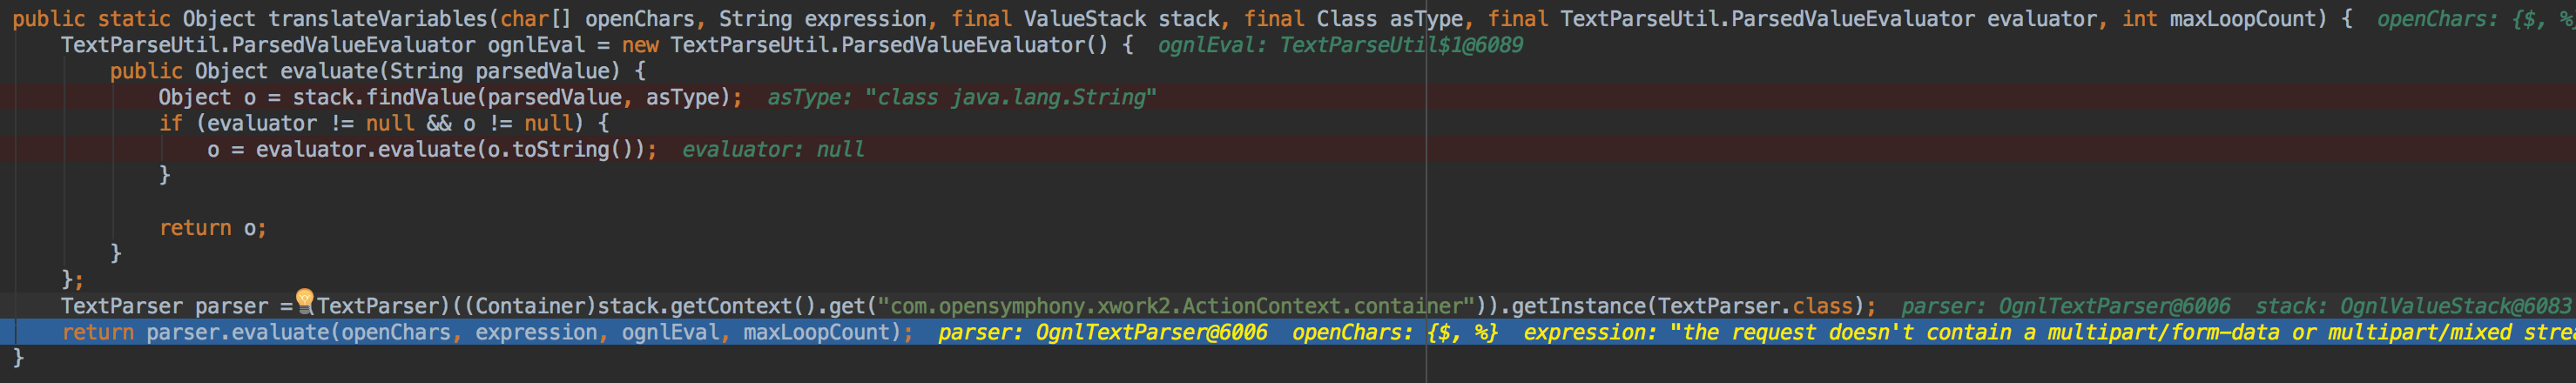 public static Object translateVariables(char[] openChars, String expression, final ValueStack stack, final Class asType, final TextParseUtil.ParsedValueEvaluator evaluator, int maxLoopCount) {  openChars: {$, %
TextParseUtil.ParsedValueEvaluator ognlEval = new TextParseUtil.ParsedValueEvaluator() {  ognlEval: TextParseUtil$1@6089
public Object evaluate(String parsedValue) {
Object o = stack.findValue(parsedValue, asType);  asType: "class java.lang.String"
if (evaluator != null && o != null) {
o = evaluator.evaluate(o.toString());  evaluator: null
}
return o;
}
};
TextParser parser = (TextParser)((Container)stack.getContext().get("com.opensymphony.xwork2.ActionContext.container")).getInstance(TextParser.class);  parser: OgnlTextParser@6006  stack: OgnlValueStack@6083
return parser.evaluate(openChars, expression, ognlEval, maxLoopCount);  parser: OgnlTextParser@6006  openChars: {$, %}  expression: "the request doesn't contain a multipart/form-data or multipart/mixed stre
}